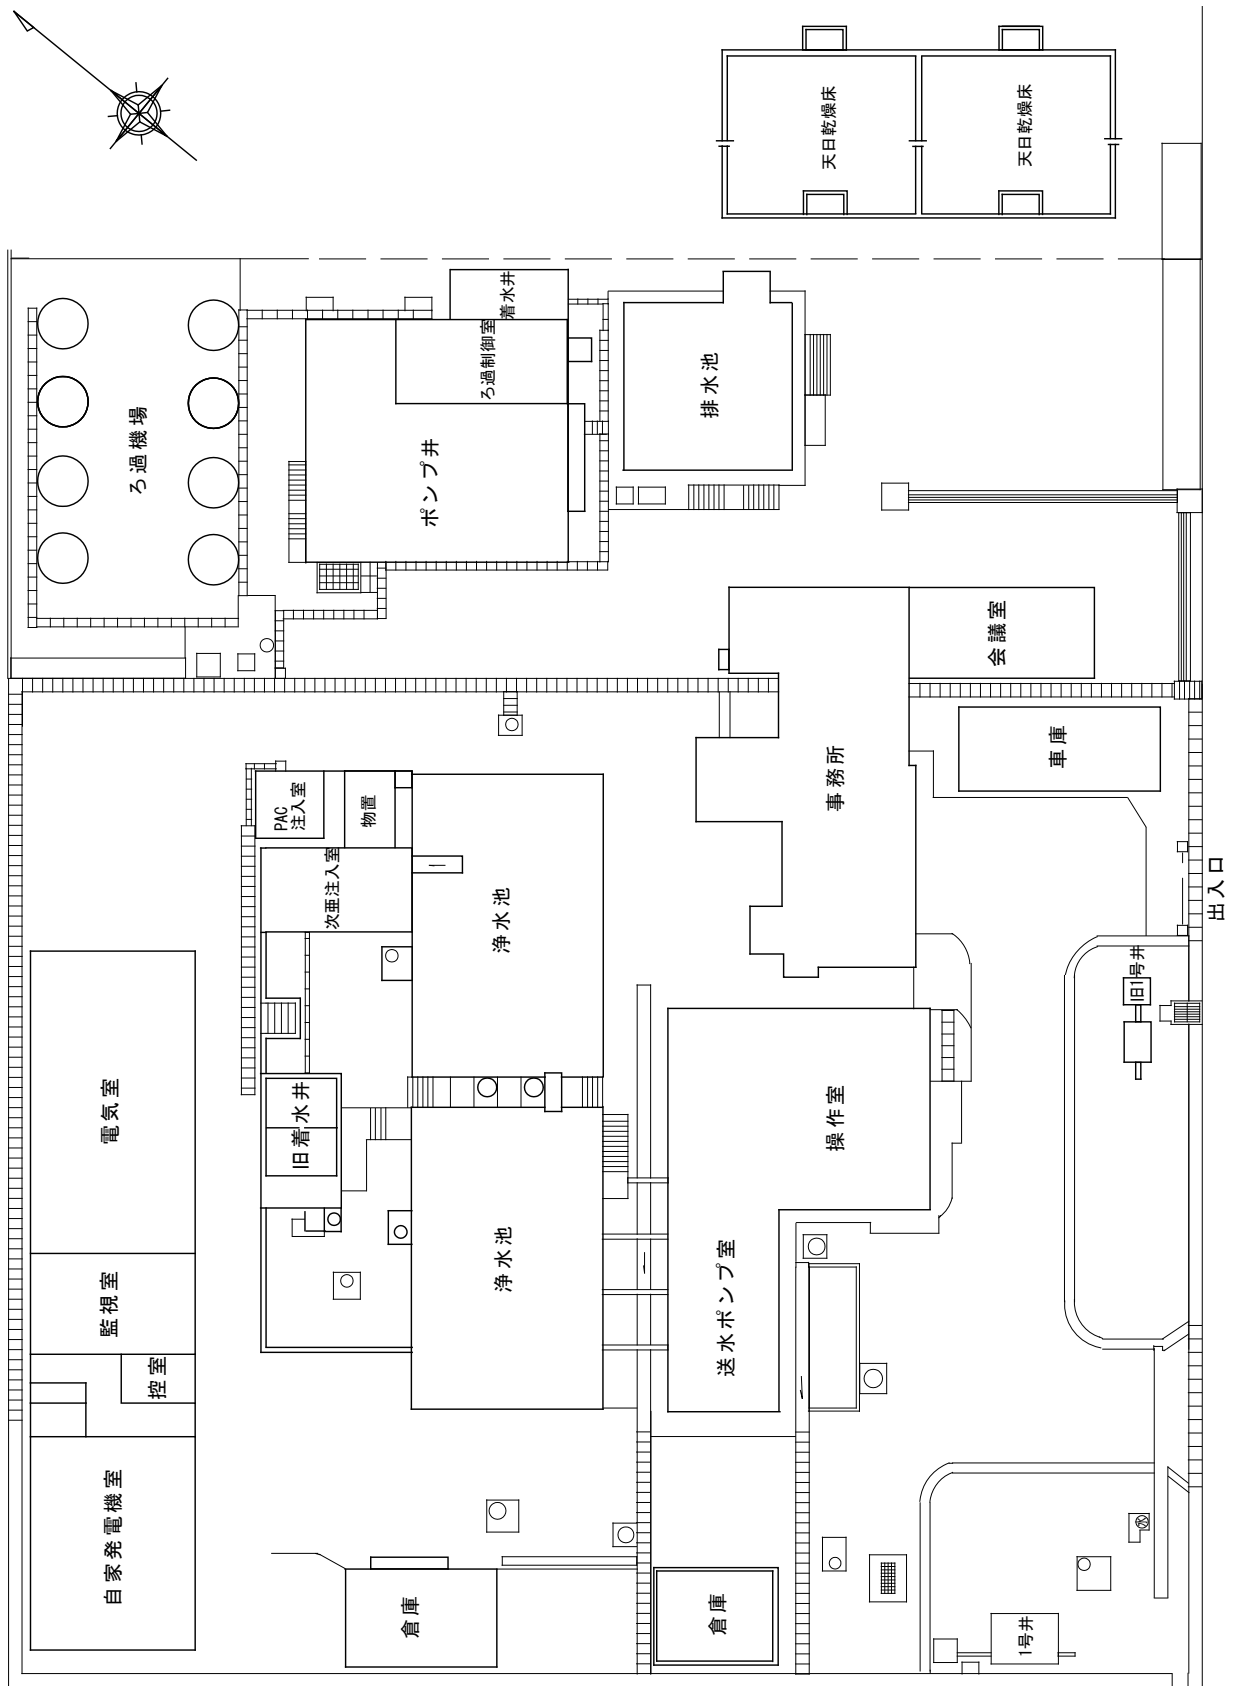 天日乾燥床
天日乾燥床
着水井
ろ過制御室
排水池
ろ過機場
ポンプ井
会議室
車庫
事務所
PAC
注入室
物置
次亜注入室
浄水池
出入口
旧1号井
電気室
旧着水井
操作室
浄水池
送水ポンプ室
監視室
控室
自家発電機室
倉庫
倉庫
1号井